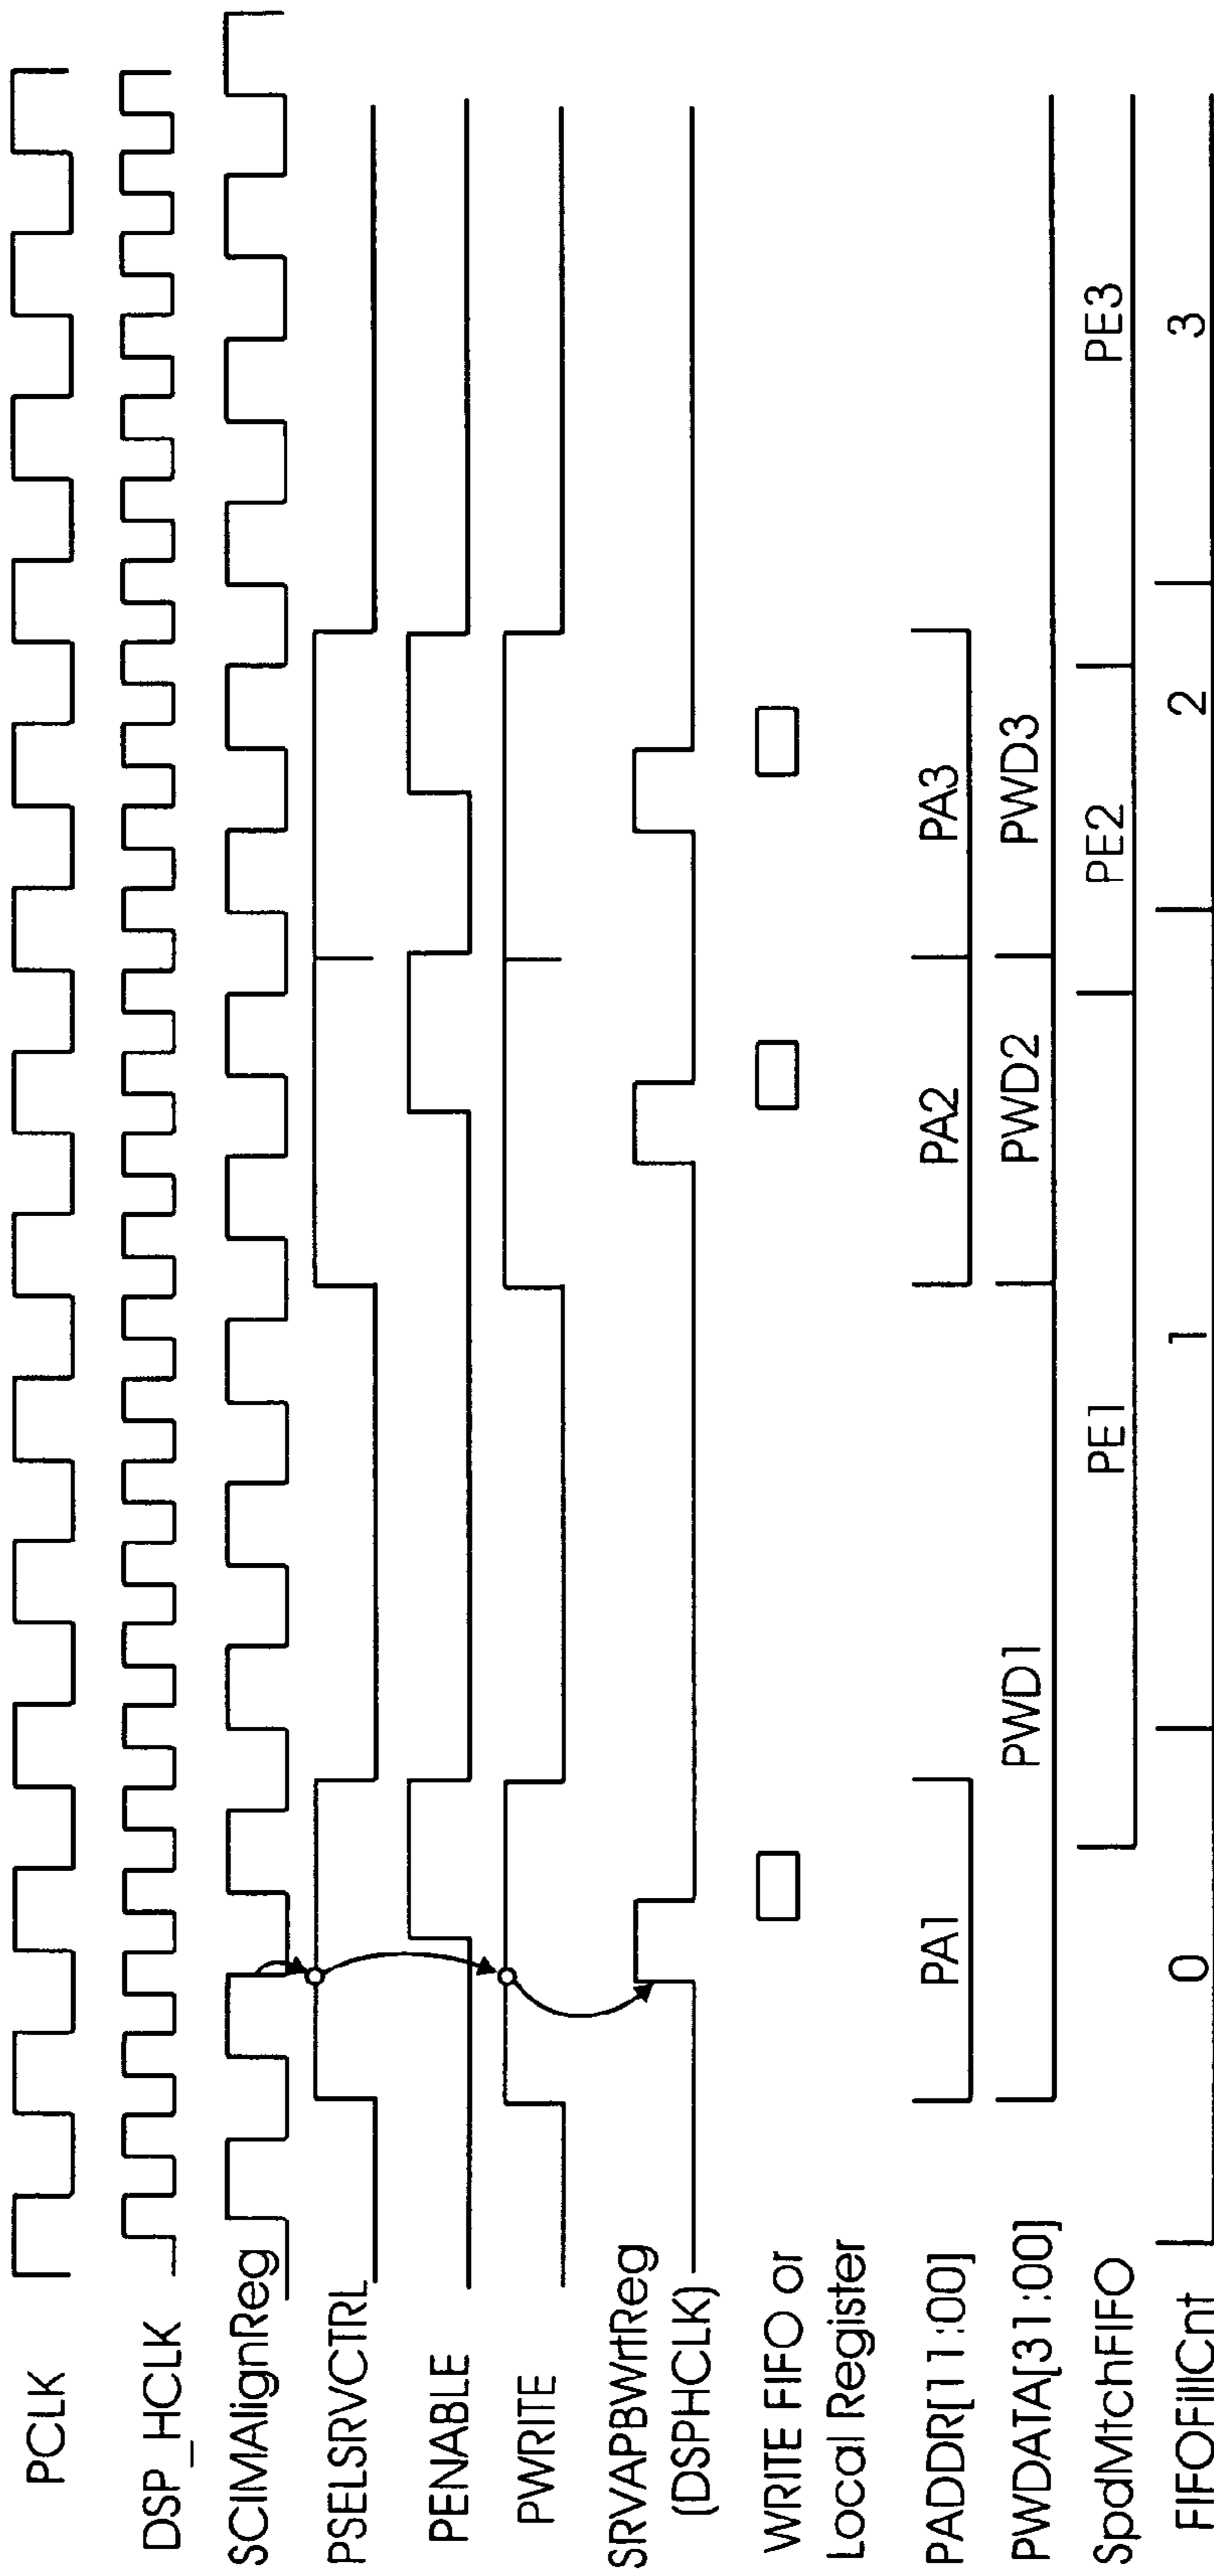 PCLK
DSP_HCLK
SCIMAlignReg
PSELSRVCTRL
PENABLE
PWRITE
SRVAPBWrtReg
(DSPHCLK)
WRITE FIFO or
Local Register
PADDR[11:00] PA1 PA2 PA3
PWDATA[31:00] PWD1 PWD2 PWD3
SpdMtchFIFO PE1 PE2 PE3
FIFOFillCnt 0 1 2 3